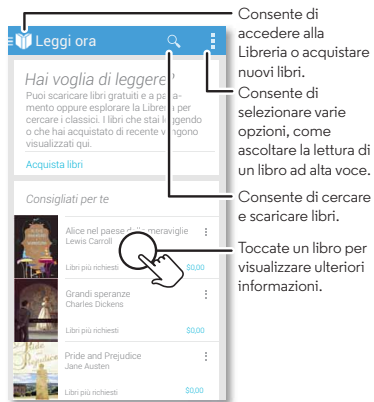 Leggi ora
Hai voglia di leggere?
Puoi scaricare libri gratuiti e a paga-
mento oppure esplorare la Libreria per
cercare i classici. I libri che stai leggendo
o che hai acquistato di recente vengono
visualizzati qui.
Acquista libri
Consigliati per te
Alice nel paese delle meraviglie
Lewis Carroll
Libri più richiesti
$0,00
Grandi speranze
Charles Dickens
Libri più richiesti
$0,00
Pride and Prejudice
Jane Austen
Libri più richiesti
$0,00
Consente di
accedere alla
Libreria o acquistare
nuovi libri.
Consente di
selezionare varie
opzioni, come
ascoltare la lettura di
un libro ad alta voce.
Consente di cercare
e scaricare libri.
Toccate un libro per
visualizzare ulteriori
informazioni.